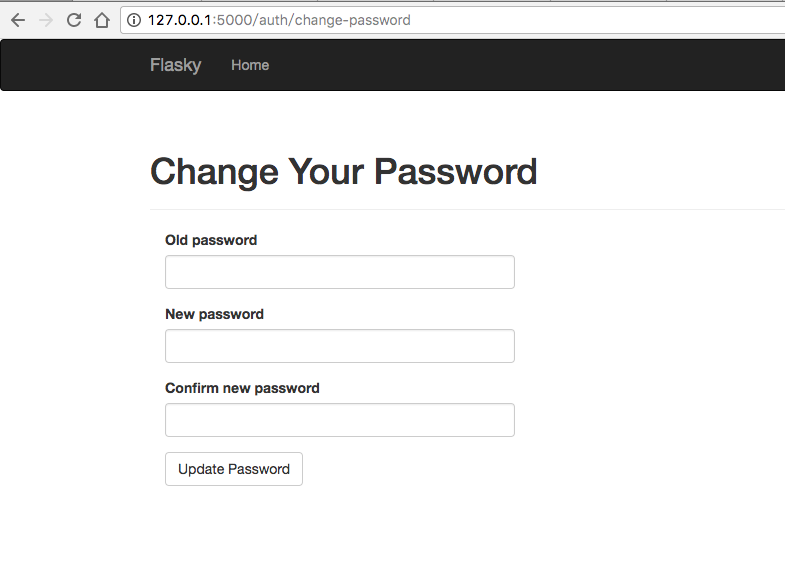 127.0.0.1:5000/auth/change-password
Flasky Home
Change Your Password
Old password
New password
Confirm new password
Update Password